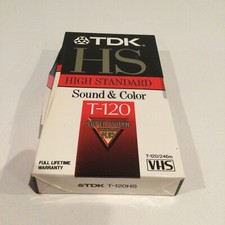 TDK
HS
HIGH STANDARD
Sound & Color
T-120
FULL LIFETIME
WARRANTY
T-120/246m
VHS
TDK T-120HS